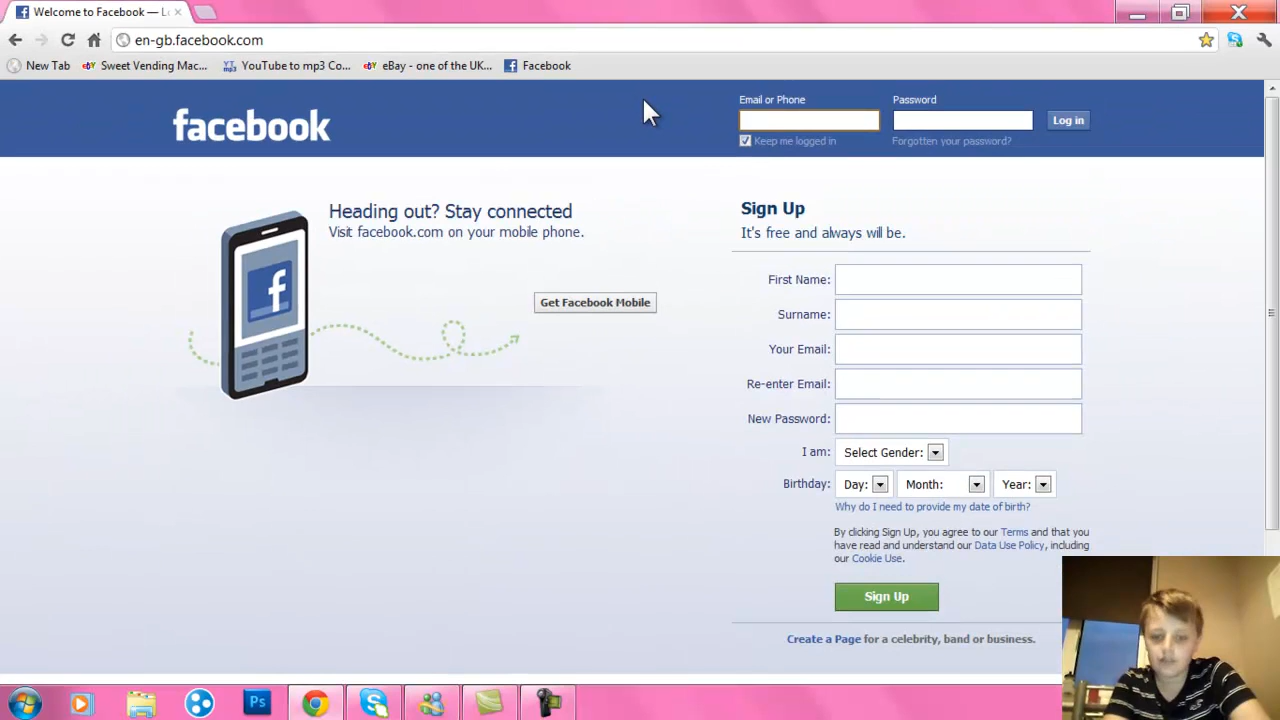 Welcome to Facebook — L
en-gb.facebook.com
New Tab
Sweet Vending Mac...
YouTube to mp3 Co...
eBay - one of the UK...
Facebook
facebook
Email or Phone
Password
Log in
Keep me logged in
Forgotten your password?
Heading out? Stay connected
Visit facebook.com on your mobile phone.
Get Facebook Mobile
Sign Up
It's free and always will be.
First Name:
Surname:
Your Email:
Re-enter Email:
New Password:
I am: Select Gender:
Birthday: Day: Month: Year:
Why do I need to provide my date of birth?
By clicking Sign Up, you agree to our Terms and that you
have read and understand our Data Use Policy, including
our Cookie Use.
Sign Up
Create a Page for a celebrity, band or business.
Ps